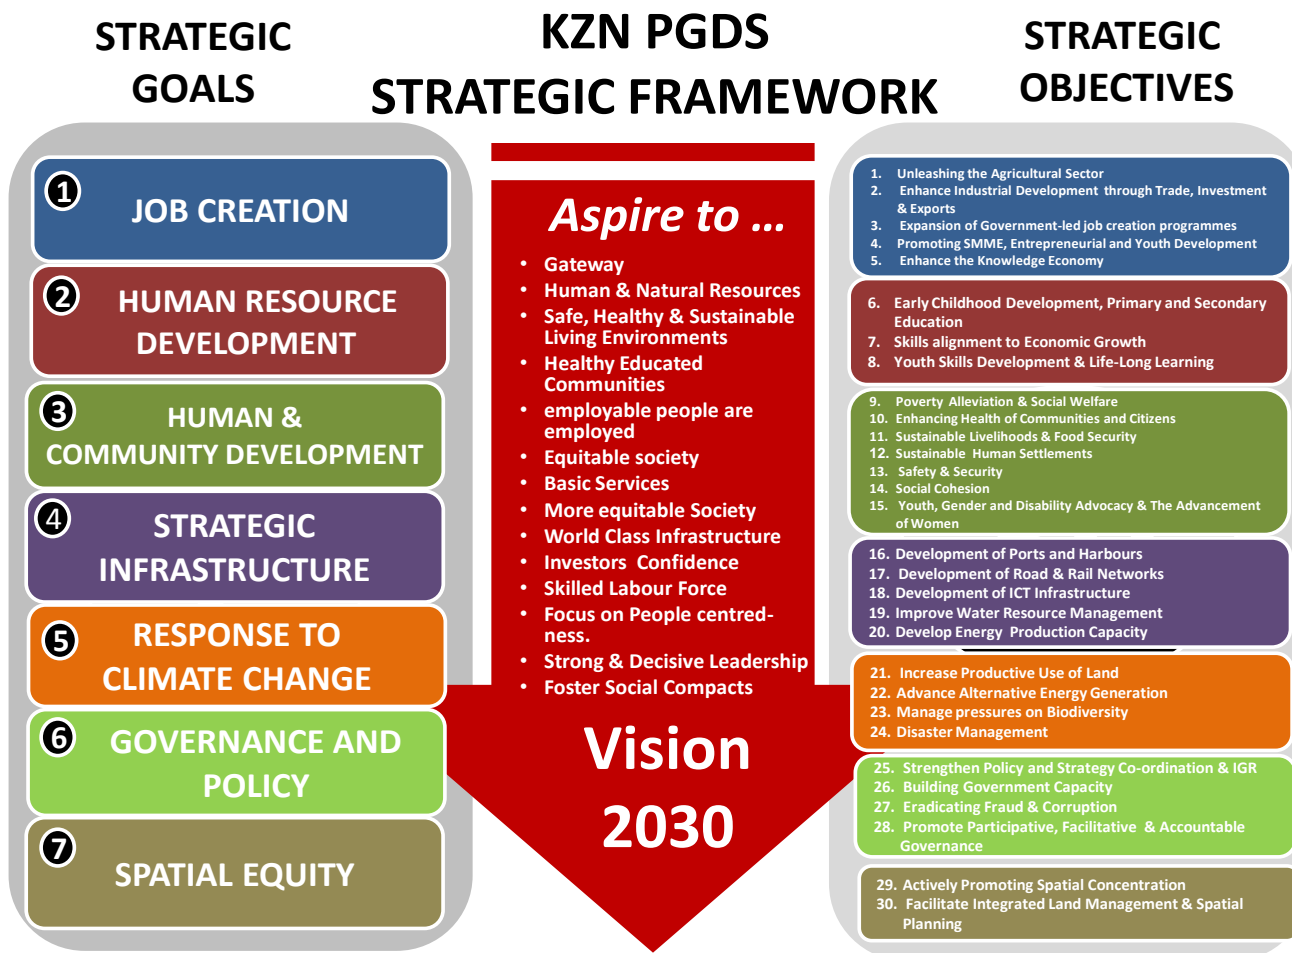 STRATEGIC
GOALS
KZN PGDS
STRATEGIC FRAMEWORK
STRATEGIC
OBJECTIVES
1
JOB CREATION
2
HUMAN RESOURCE
DEVELOPMENT
3
HUMAN &
COMMUNITY DEVELOPMENT
4
STRATEGIC
INFRASTRUCTURE
5
RESPONSE TO
CLIMATE CHANGE
6
GOVERNANCE AND
POLICY
7
SPATIAL EQUITY
Aspire to ...
• Gateway
• Human & Natural Resources
• Safe, Healthy & Sustainable
Living Environments
• Healthy Educated
Communities
• employable people are
employed
• Equitable society
• Basic Services
• More equitable Society
• World Class Infrastructure
• Investors Confidence
• Skilled Labour Force
• Focus on People centred-
ness.
• Strong & Decisive Leadership
• Foster Social Compacts
Vision
2030
1. Unleashing the Agricultural Sector
2. Enhance Industrial Development through Trade, Investment
& Exports
3. Expansion of Government-led job creation programmes
4. Promoting SMME, Entrepreneurial and Youth Development
5. Enhance the Knowledge Economy
6. Early Childhood Development, Primary and Secondary
Education
7. Skills alignment to Economic Growth
8. Youth Skills Development & Life-Long Learning
9. Poverty Alleviation & Social Welfare
10. Enhancing Health of Communities and Citizens
11. Sustainable Livelihoods & Food Security
12. Sustainable Human Settlements
13. Safety & Security
14. Social Cohesion
15. Youth, Gender and Disability Advocacy & The Advancement
of Women
16. Development of Ports and Harbours
17. Development of Road & Rail Networks
18. Development of ICT Infrastructure
19. Improve Water Resource Management
20. Develop Energy Production Capacity
21. Increase Productive Use of Land
22. Advance Alternative Energy Generation
23. Manage pressures on Biodiversity
24. Disaster Management
25. Strengthen Policy and Strategy Co-ordination & IGR
26. Building Government Capacity
27. Eradicating Fraud & Corruption
28. Promote Participative, Facilitative & Accountable
Governance
29. Actively Promoting Spatial Concentration
30. Facilitate Integrated Land Management & Spatial
Planning